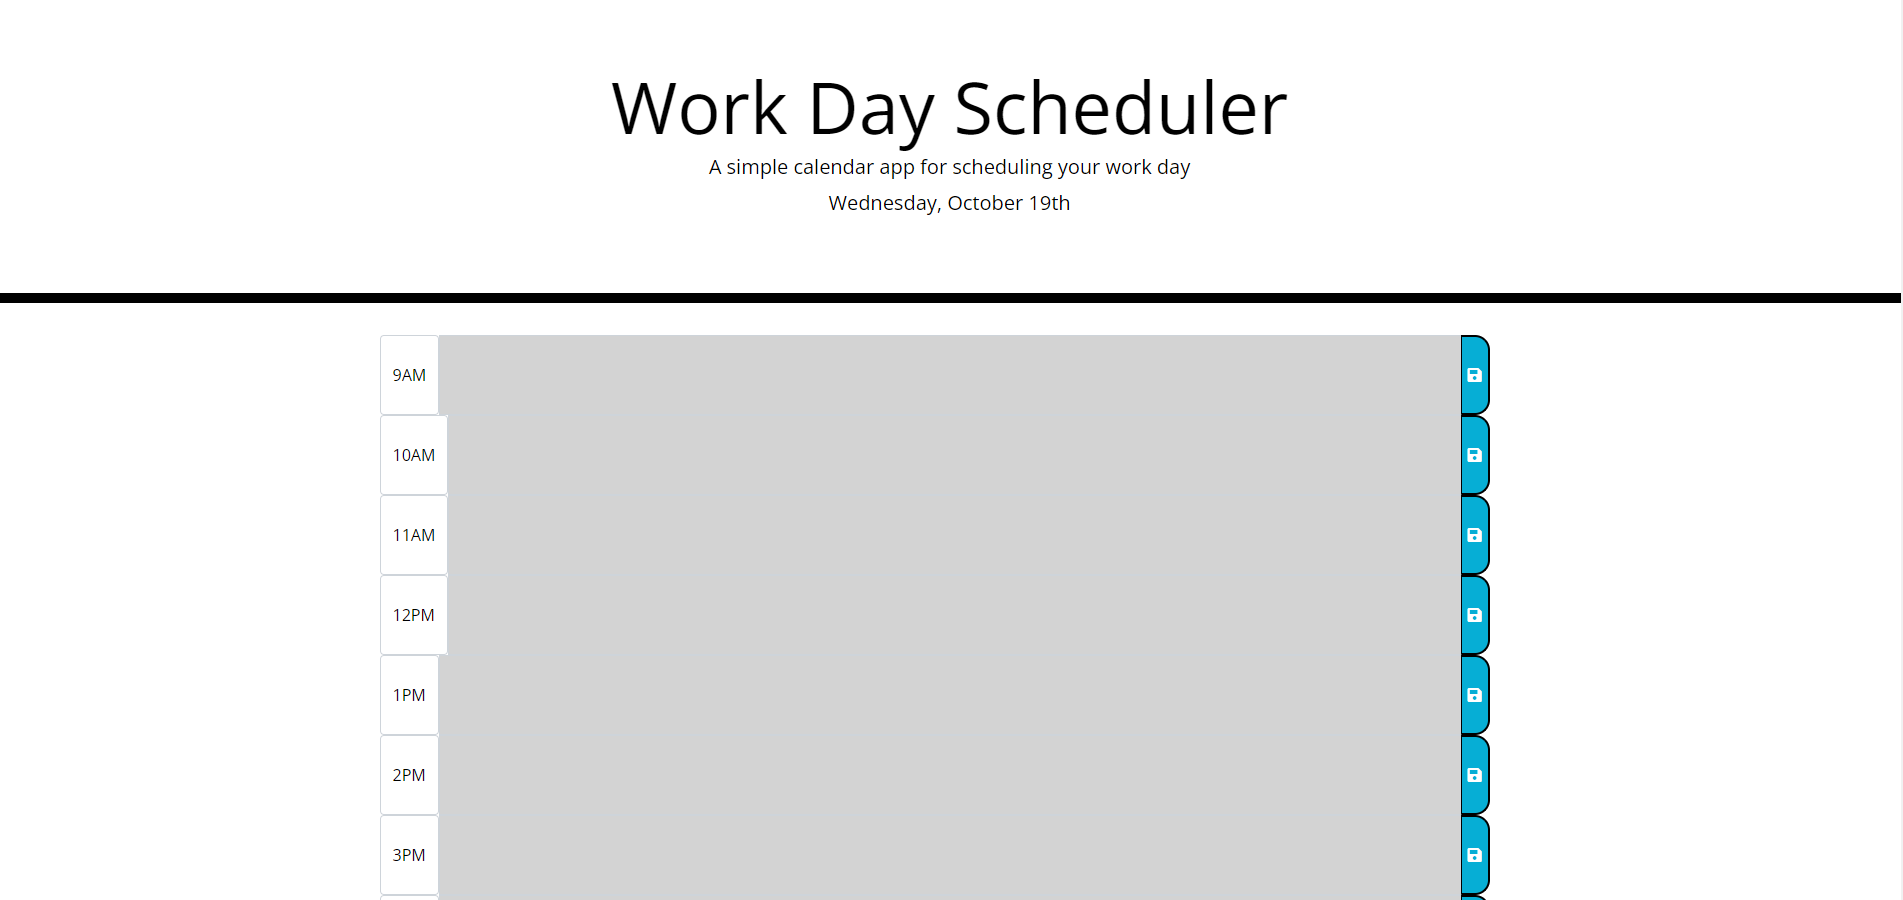 Work Day Scheduler
A simple calendar app for scheduling your work day
Wednesday, October 19th
9AM
10AM
11AM
12PM
1PM
2PM
3PM